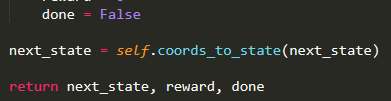 done = False
next_state = self.coords_to_state(next_state)
return next_state, reward, done